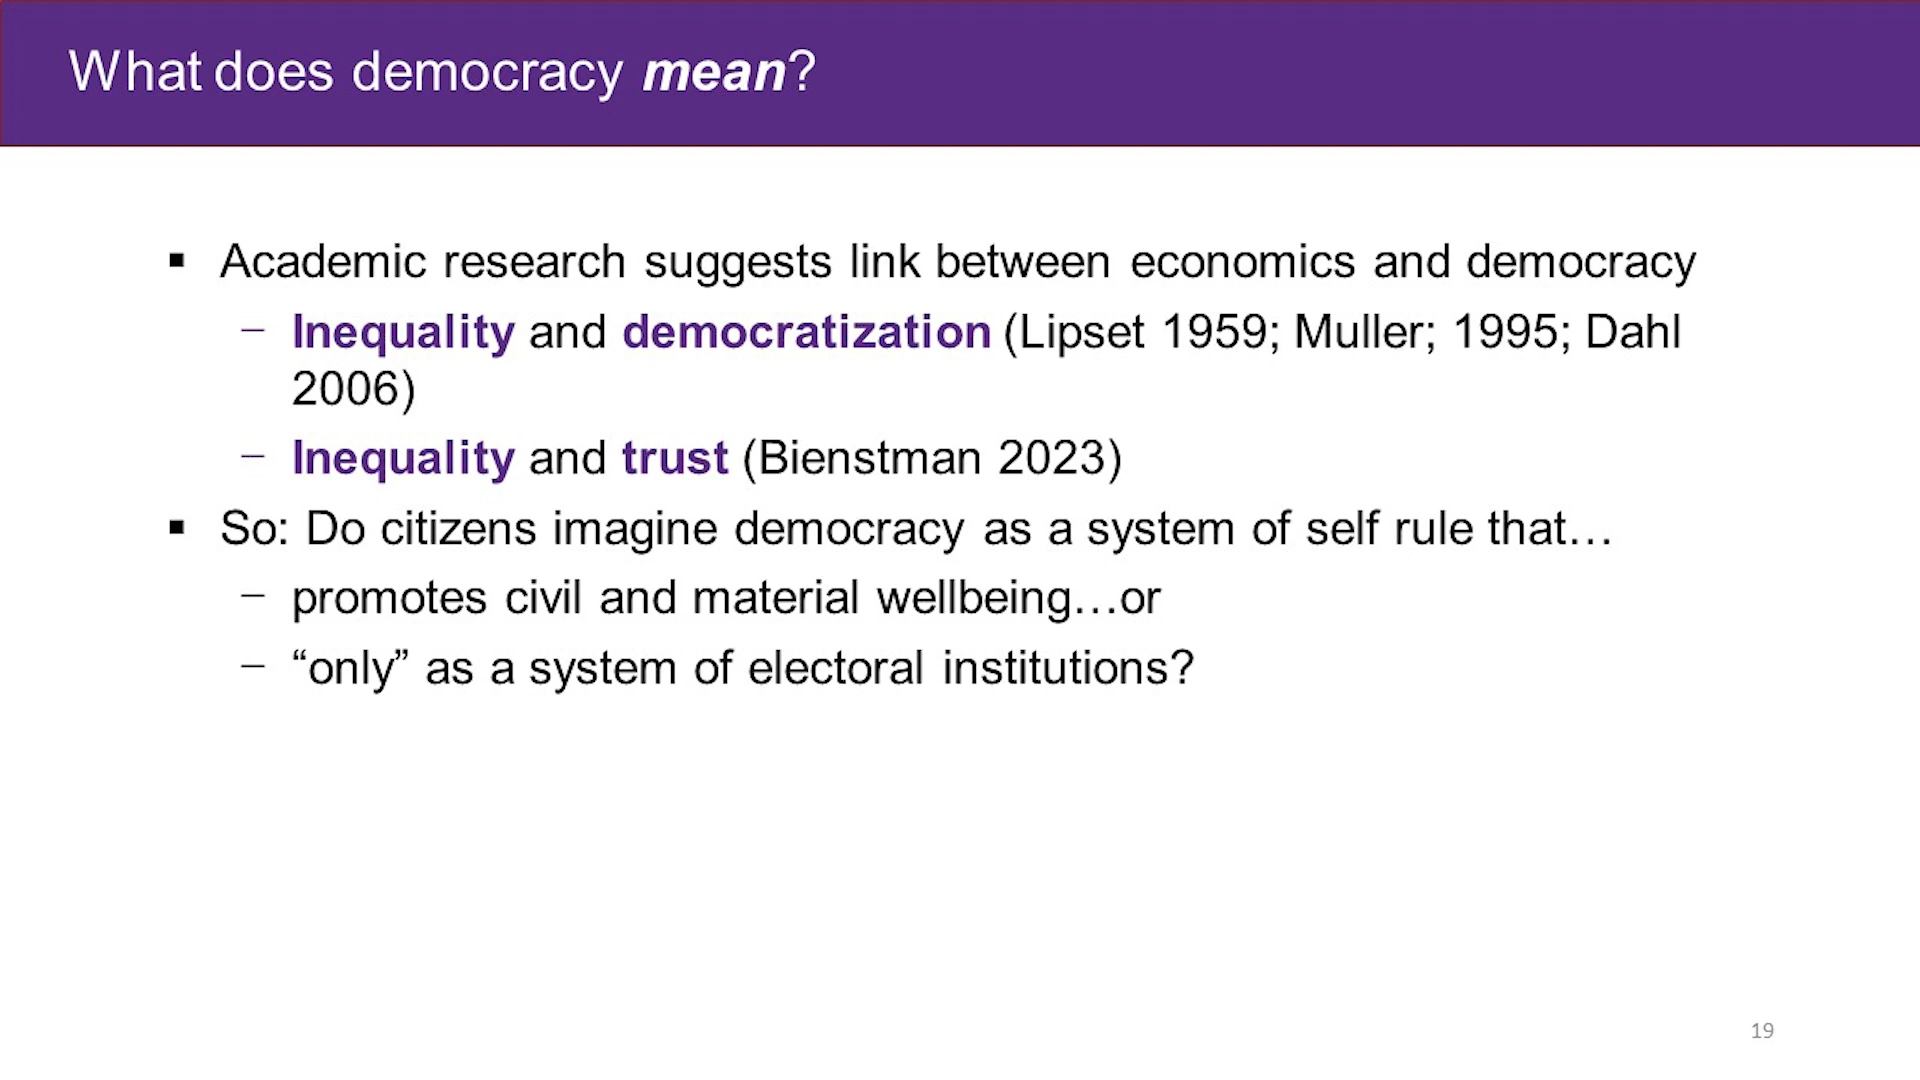 What does democracy mean?
▪ Academic research suggests link between economics and democracy
– Inequality and democratization (Lipset 1959; Muller; 1995; Dahl
2006)
– Inequality and trust (Bienstman 2023)
▪ So: Do citizens imagine democracy as a system of self rule that…
– promotes civil and material wellbeing…or
– “only” as a system of electoral institutions?
19